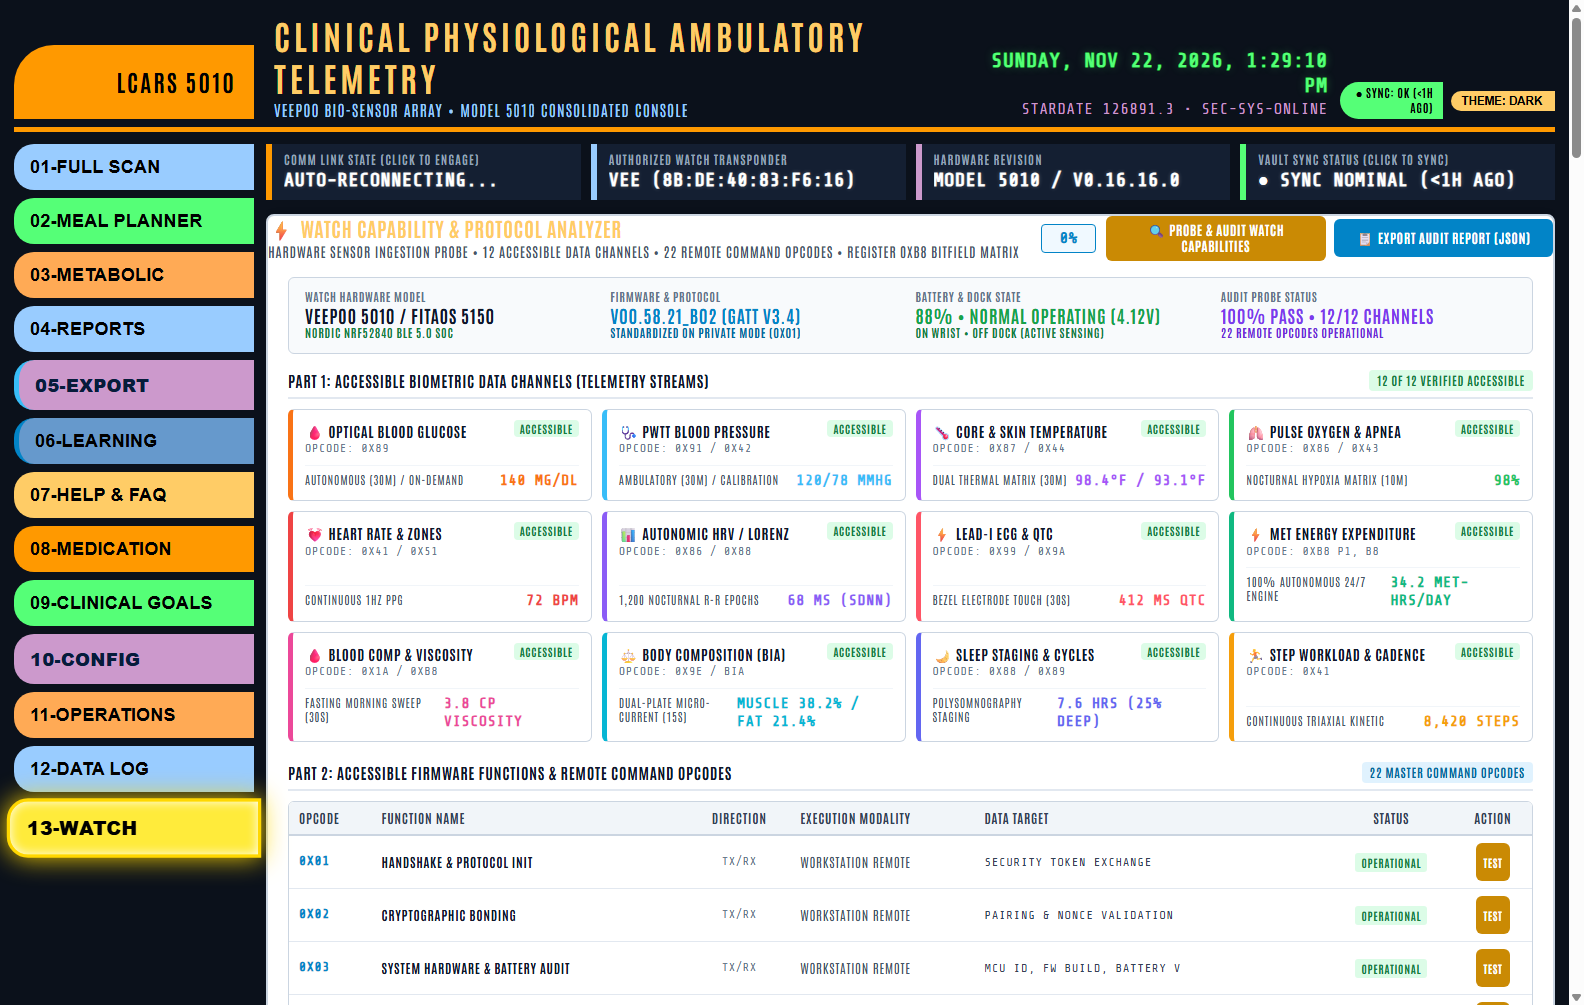 LCARS 5010
CLINICAL PHYSIOLOGICAL AMBULATORY
TELEMETRY
VEEPOO BIO-SENSOR ARRAY • MODEL 5010 CONSOLIDATED CONSOLE
SUNDAY, NOV 22, 2026, 1:29:10
PM
STARDATE 126891.3 · SEC-SYS-ONLINE
● SYNC: OK (<1H
AGO)
THEME: DARK
01-FULL SCAN
02-MEAL PLANNER
03-METABOLIC
04-REPORTS
05-EXPORT
06-LEARNING
07-HELP & FAQ
08-MEDICATION
09-CLINICAL GOALS
10-CONFIG
11-OPERATIONS
12-DATA LOG
13-WATCH
COMM LINK STATE (CLICK TO ENGAGE)
AUTO-RECONNECTING...
AUTHORIZED WATCH TRANSPONDER
VEE (8B:DE:40:83:F6:16)
HARDWARE REVISION
MODEL 5010 / V0.16.16.0
VAULT SYNC STATUS (CLICK TO SYNC)
● SYNC NOMINAL (<1H AGO)
WATCH CAPABILITY & PROTOCOL ANALYZER
HARDWARE SENSOR INGESTION PROBE • 12 ACCESSIBLE DATA CHANNELS • 22 REMOTE COMMAND OPCODES • REGISTER 0XB8 BITFIELD MATRIX
0%
PROBE & AUDIT WATCH
CAPABILITIES
EXPORT AUDIT REPORT (JSON)
WATCH HARDWARE MODEL
VEEPOO 5010 / FITAOS 5150
NORDIC NRF52840 BLE 5.0 SOC
FIRMWARE & PROTOCOL
V00.58.21_B02 (GATT V3.4)
STANDARDIZED ON PRIVATE MODE (0X01)
BATTERY & DOCK STATE
88% • NORMAL OPERATING (4.12V)
ON WRIST • OFF DOCK (ACTIVE SENSING)
AUDIT PROBE STATUS
100% PASS • 12/12 CHANNELS
22 REMOTE OPCODES OPERATIONAL
PART 1: ACCESSIBLE BIOMETRIC DATA CHANNELS (TELEMETRY STREAMS)
12 OF 12 VERIFIED ACCESSIBLE
OPTICAL BLOOD GLUCOSE
ACCESSIBLE
OPCODE: 0X89
AUTONOMOUS (30M) / ON-DEMAND
140 MG/DL
PWTT BLOOD PRESSURE
ACCESSIBLE
OPCODE: 0X91 / 0X42
AMBULATORY (30M) / CALIBRATION
120/78 MMHG
CORE & SKIN TEMPERATURE
ACCESSIBLE
OPCODE: 0X87 / 0X44
DUAL THERMAL MATRIX (30M)
98.4°F / 93.1°F
PULSE OXYGEN & APNEA
ACCESSIBLE
OPCODE: 0X86 / 0X43
NOCTURNAL HYPOXIA MATRIX (10M)
98%
HEART RATE & ZONES
ACCESSIBLE
OPCODE: 0X41 / 0X51
CONTINUOUS 1HZ PPG
72 BPM
AUTONOMIC HRV / LORENZ
ACCESSIBLE
OPCODE: 0X86 / 0X88
1,200 NOCTURNAL R-R EPOCHS
68 MS (SDNN)
LEAD-I ECG & QTC
ACCESSIBLE
OPCODE: 0X99 / 0X9A
BEZEL ELECTRODE TOUCH (30S)
412 MS QTC
MET ENERGY EXPENDITURE
ACCESSIBLE
OPCODE: 0XB8 P1, B8
100% AUTONOMOUS 24/7
ENGINE
34.2 MET-
HRS/DAY
BLOOD COMP & VISCOSITY
ACCESSIBLE
OPCODE: 0X1A / 0XB8
FASTING MORNING SWEEP
(30S)
3.8 CP
VISCOSITY
BODY COMPOSITION (BIA)
ACCESSIBLE
OPCODE: 0X9E / BIA
DUAL-PLATE MICRO-
CURRENT (15S)
MUSCLE 38.2% /
FAT 21.4%
SLEEP STAGING & CYCLES
ACCESSIBLE
OPCODE: 0X88 / 0X89
POLYSOMNOGRAPHY
STAGING
7.6 HRS (25%
DEEP)
STEP WORKLOAD & CADENCE
ACCESSIBLE
OPCODE: 0X41
CONTINUOUS TRIAXIAL KINETIC
8,420 STEPS
PART 2: ACCESSIBLE FIRMWARE FUNCTIONS & REMOTE COMMAND OPCODES
22 MASTER COMMAND OPCODES
OPCODE FUNCTION NAME DIRECTION EXECUTION MODALITY DATA TARGET STATUS ACTION
0X01 HANDSHAKE & PROTOCOL INIT TX/RX WORKSTATION REMOTE SECURITY TOKEN EXCHANGE OPERATIONAL TEST
0X02 CRYPTOGRAPHIC BONDING TX/RX WORKSTATION REMOTE PAIRING & NONCE VALIDATION OPERATIONAL TEST
0X03 SYSTEM HARDWARE & BATTERY AUDIT TX/RX WORKSTATION REMOTE MCU ID, FW BUILD, BATTERY V OPERATIONAL TEST